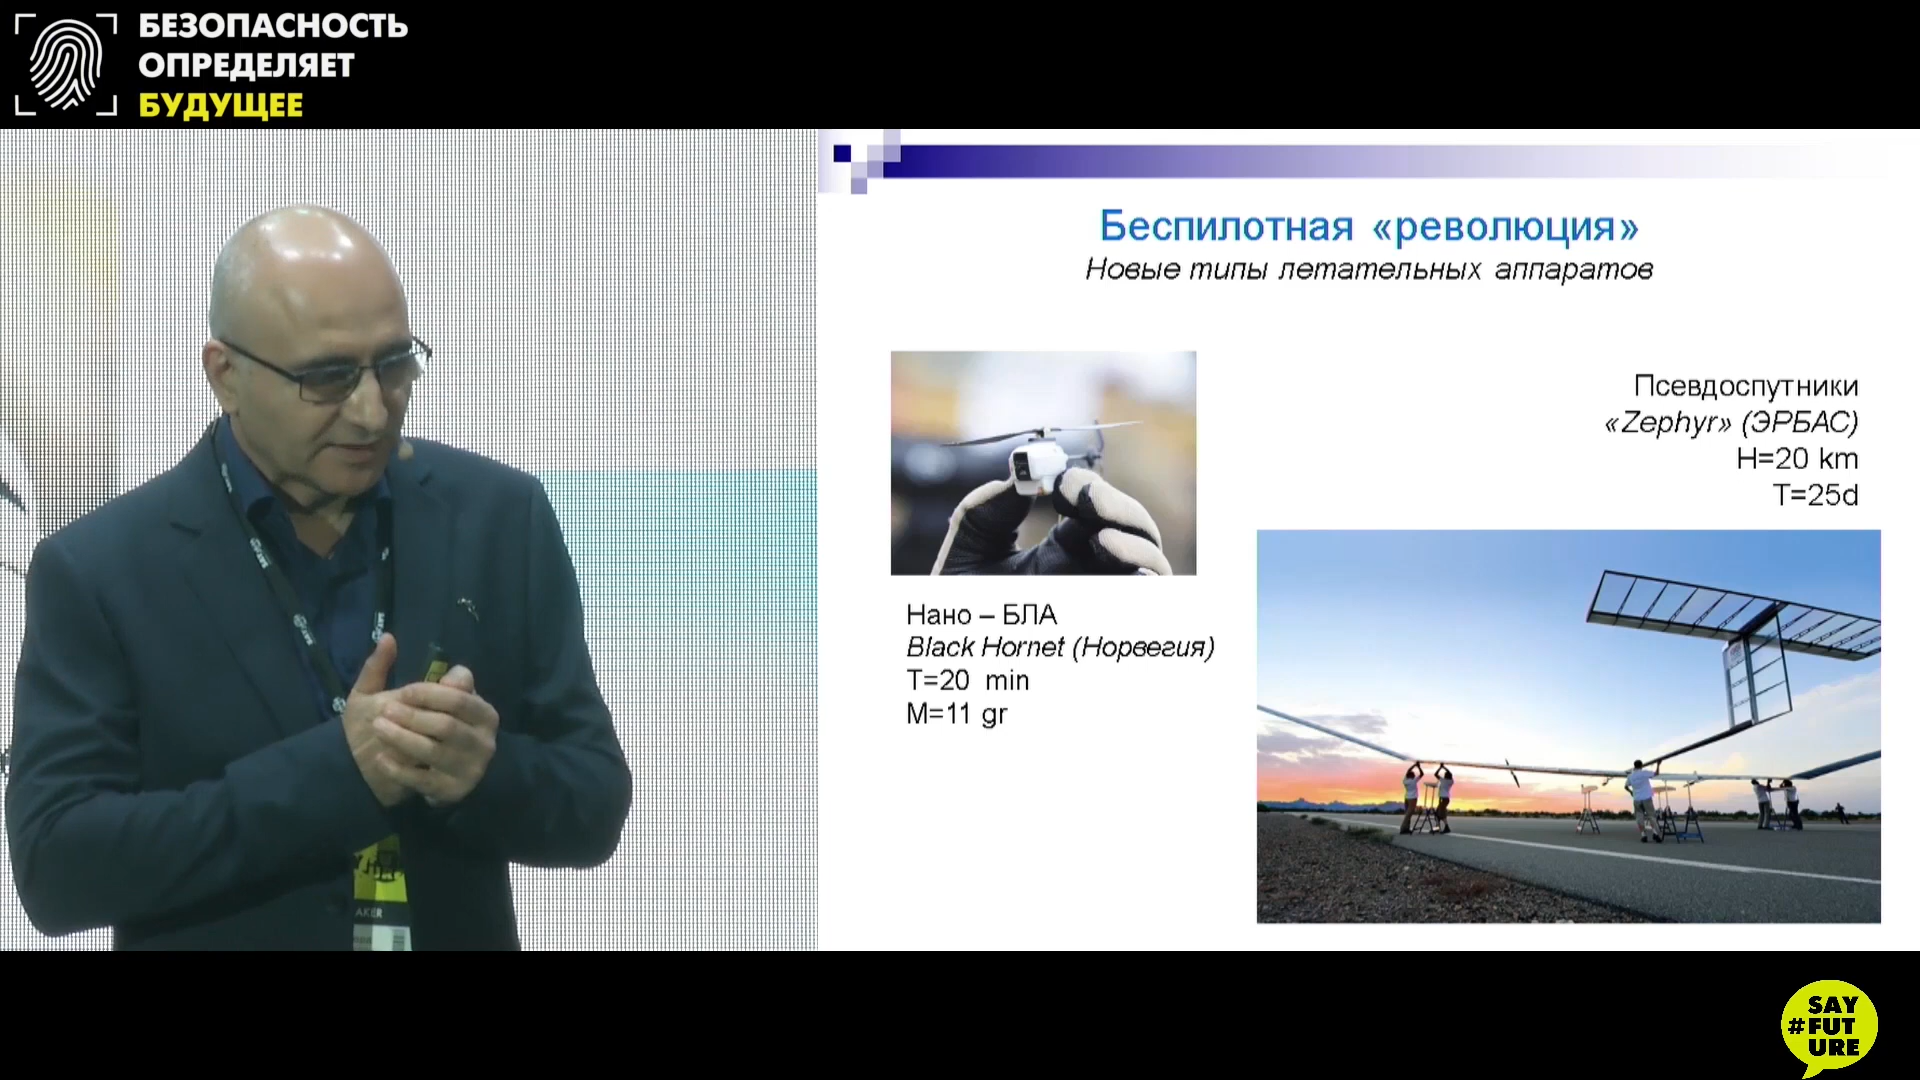 БЕЗОПАСНОСТЬ
ОПРЕДЕЛЯЕТ
БУДУЩЕЕ
Беспилотная «революция»
Новые типы летательных аппаратов
Псевдоспутники
«Zephyr» (ЭРБАС)
H=20 km
T=25d
Нано – БЛА
Black Hornet (Норвегия)
T=20 min
M=11 gr
AKER
SAY
#FUT
URE